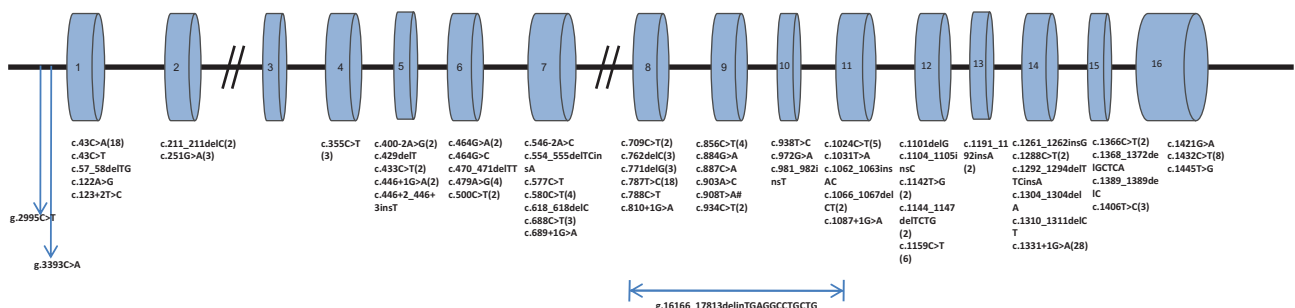 1
2
3
4
5
6
7
8
9
10
11
12
13
14
15
16
c.43C>A(18)
c.43C>T
c.57_58delTG
c.122A>G
c.123+2T>C
c.211_211delC(2)
c.251G>A(3)
c.355C>T
(3)
c.400-2A>G(2)
c.429delT
c.433C>T(2)
c.446+1G>A(2)
c.446+2_446+
3insT
c.464G>A(2)
c.464G>C
c.470_471delTT
c.479A>G(4)
c.500C>T(2)
c.546-2A>C
c.554_555delTCin
sA
c.577C>T
c.580C>T(4)
c.618_618delC
c.688C>T(3)
c.689+1G>A
c.709C>T(2)
c.762delC(3)
c.771delG(3)
c.787T>C(18)
c.788C>T
c.810+1G>A
c.856C>T(4)
c.884G>A
c.887C>A
c.903A>C
c.908T>A#
c.934C>T(2)
c.938T>C
c.972G>A
c.981_982i
nsT
c.1024C>T(5)
c.1031T>A
c.1062_1063ins
AC
c.1066_1067del
CT(2)
c.1087+1G>A
c.1101delG
c.1104_1105i
nsC
c.1142T>G
(2)
c.1144_1147
delTCTG
(2)
c.1159C>T
(6)
c.1191_11
92insA
(2)
c.1261_1262insG
c.1288C>T(2)
c.1292_1294delT
TCinsA
c.1304_1304del
A
c.1310_1311delC
T
c.1331+1G>A(28)
c.1366C>T(2)
c.1368_1372de
lGCTCA
c.1389_1389de
lC
c.1406T>C(3)
c.1421G>A
c.1432C>T(8)
c.1445T>G
g.2995C>T
g.3393C>A
g.16166_17813delinTGAGGCCTGCTG